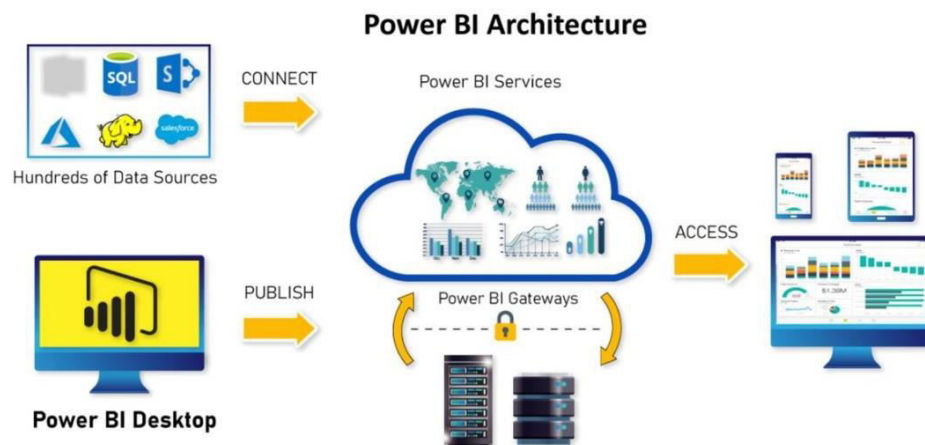 Power BI Architecture
SQL
S
salesforce
Hundreds of Data Sources
CONNECT
Power BI Services
PUBLISH
Power BI Desktop
Power BI Gateways
ACCESS